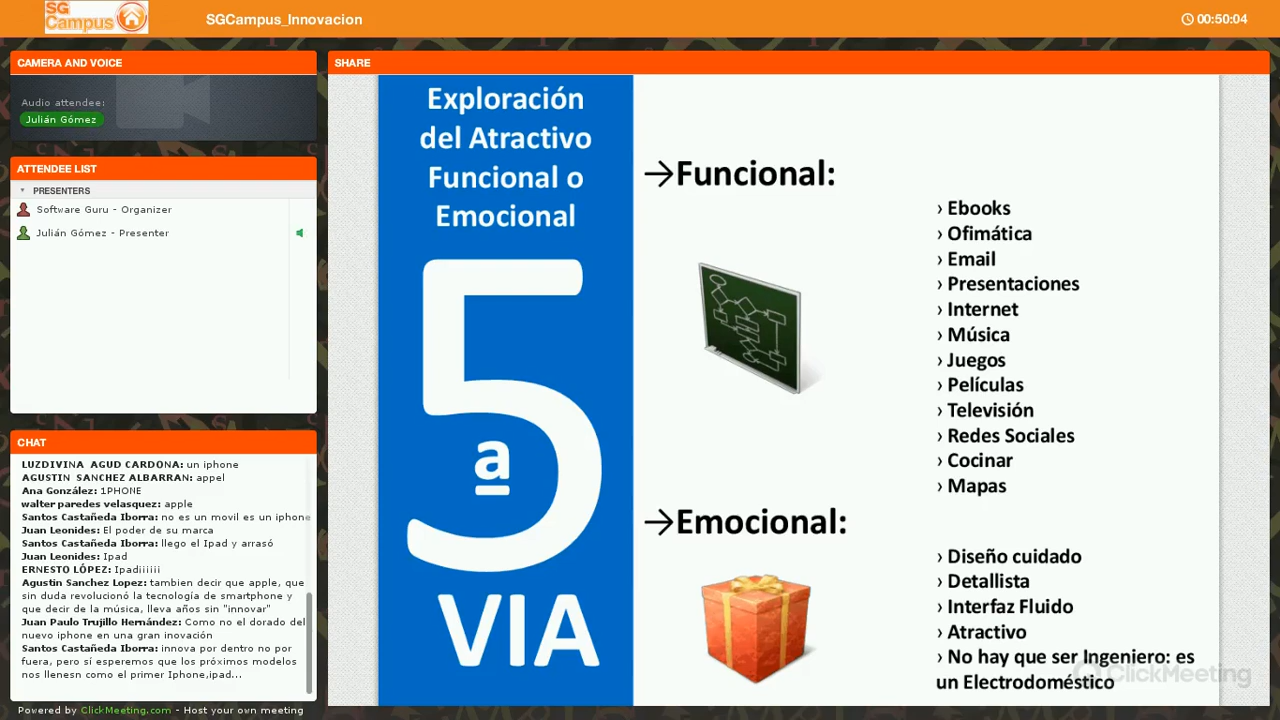 SG
Campus
SGCampus_Innovacion
00:50:04
CAMERA AND VOICE
Audio attendee:
Julián Gómez
ATTENDEE LIST
PRESENTERS
Software Guru - Organizer
Julián Gómez - Presenter
CHAT
LUZDIVINA AGUD CARDONA: un iphone
AGUSTIN SANCHEZ ALBARRAN: appel
Ana González: 1PHONE
walter paredes velasquez: apple
Santos Castañeda Iborra: no es un movil es un iphone
Juan Leonides: El poder de su marca
Santos Castañeda Iborra: llego el Ipad y arrasó
Juan Leonides: Ipad
ERNESTO LÓPEZ: Ipadiiiiii
Agustin Sanchez Lopez: tambien decir que apple, que
sin duda revolucionó la tecnología de smartphone y
que decir de la música, lleva años sin "innovar"
Juan Paulo Trujillo Hernández: Como no el dorado del
nuevo iphone en una gran inovación
Santos Castañeda Iborra: innova por dentro no por
fuera, pero sí esperemos que los próximos modelos
nos llenesn como el primer Iphone,ipad...
Powered by ClickMeeting.com - Host your own meeting
SHARE
Exploración
del Atractivo
Funcional o
Emocional
5ª
VIA
→Funcional:
› Ebooks
› Ofimática
› Email
› Presentaciones
› Internet
› Música
› Juegos
› Películas
› Televisión
› Redes Sociales
› Cocinar
› Mapas
→Emocional:
› Diseño cuidado
› Detallista
› Interfaz Fluido
› Atractivo
› No hay que ser Ingeniero: es
un Electrodoméstico
ClickMeeting